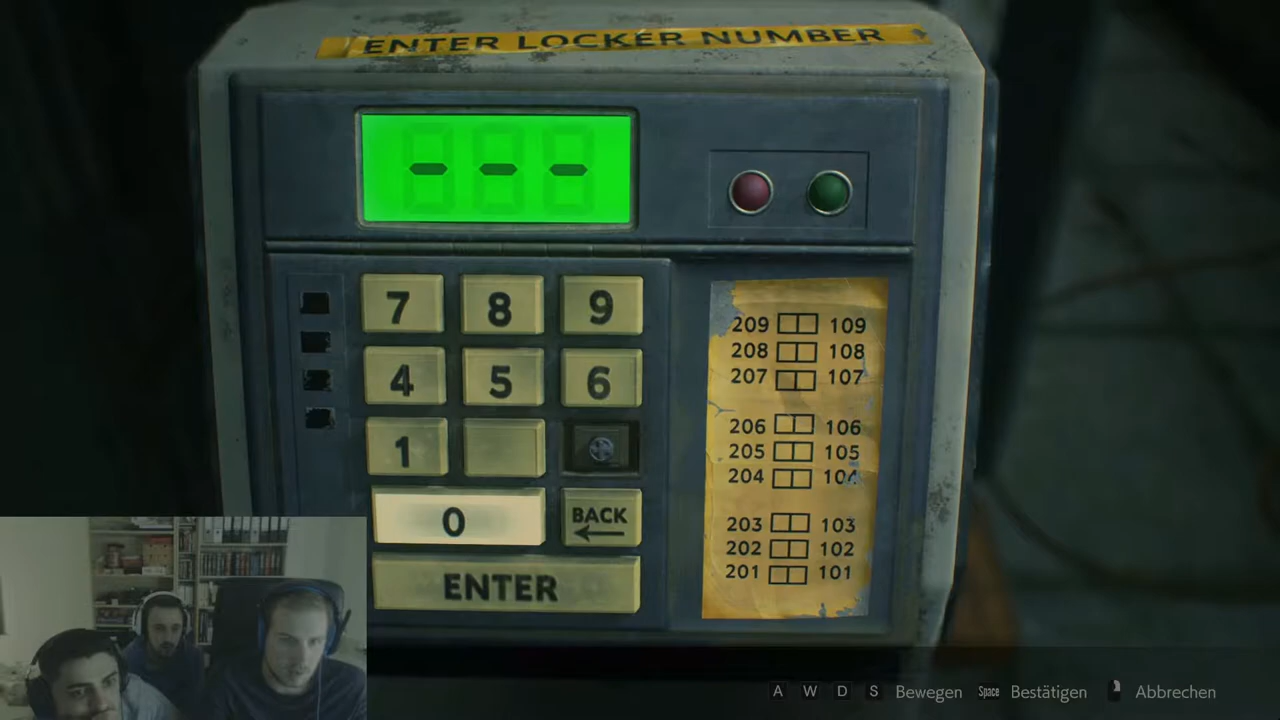 ENTER LOCKER NUMBER
- - -
7 8 9
4 5 6
1
0 BACK
ENTER
209 109
208 108
207 107
206 106
205 105
204 104
203 103
202 102
201 101
A W D S Bewegen Space Bestätigen Abbrechen